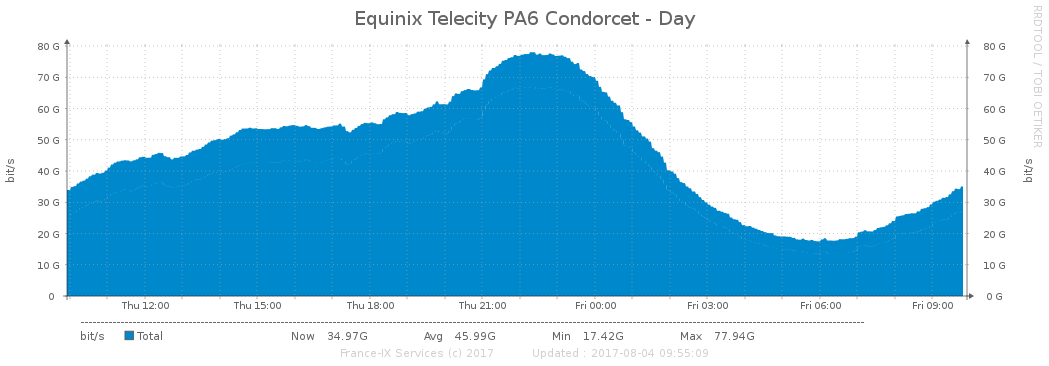 Equinix Telecity PA6 Condorcet - Day
RRDTOOL / TOBI OETIKER
80 G 80 G
70 G 70 G
60 G 60 G
50 G 50 G
40 G 40 G
30 G 30 G
20 G 20 G
10 G 10 G
0 0 G
bit/s
bit/s
Thu 12:00 Thu 15:00 Thu 18:00 Thu 21:00 Fri 00:00 Fri 03:00 Fri 06:00 Fri 09:00
bit/s Total Now 34.97G Avg 45.99G Min 17.42G Max 77.94G
France-IX Services (c) 2017 Updated : 2017-08-04 09:55:09